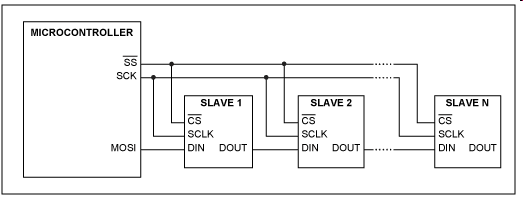 MICROCONTROLLER
SS
SCK
MOSI
SLAVE 1
CS
SCLK
DIN DOUT
SLAVE 2
CS
SCLK
DIN DOUT
SLAVE N
CS
SCLK
DIN DOUT